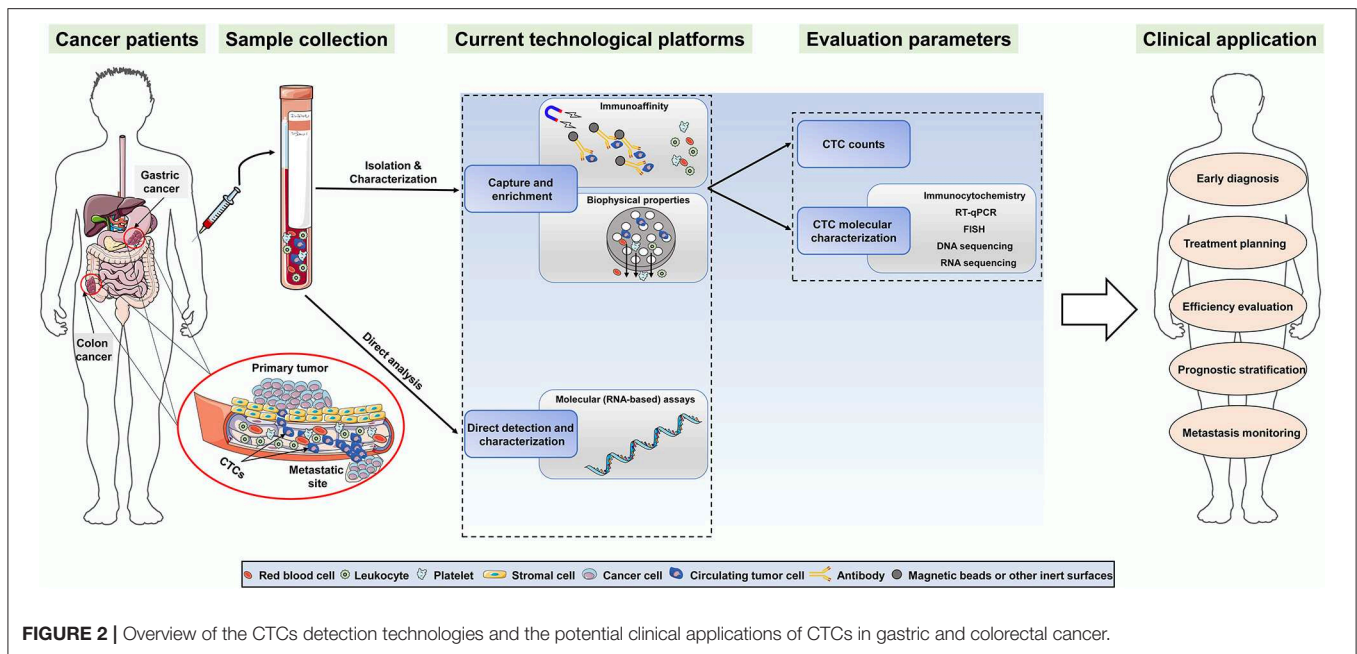 Cancer patients
Sample collection
Current technological platforms
Evaluation parameters
Clinical application
Gastric
cancer
Colon
cancer
Primary tumor
CTCs
Metastatic
site
Isolation &
Characterization
Direct analysis
Capture and
enrichment
Immunoaffinity
Biophysical properties
Direct detection and
characterization
Molecular (RNA-based) assays
CTC counts
CTC molecular
characterization
Immunocytochemistry
RT-qPCR
FISH
DNA sequencing
RNA sequencing
Early diagnosis
Treatment planning
Efficiency evaluation
Prognostic stratification
Metastasis monitoring
Red blood cell Leukocyte Platelet Stromal cell Cancer cell Circulating tumor cell Antibody Magnetic beads or other inert surfaces
FIGURE 2 | Overview of the CTCs detection technologies and the potential clinical applications of CTCs in gastric and colorectal cancer.